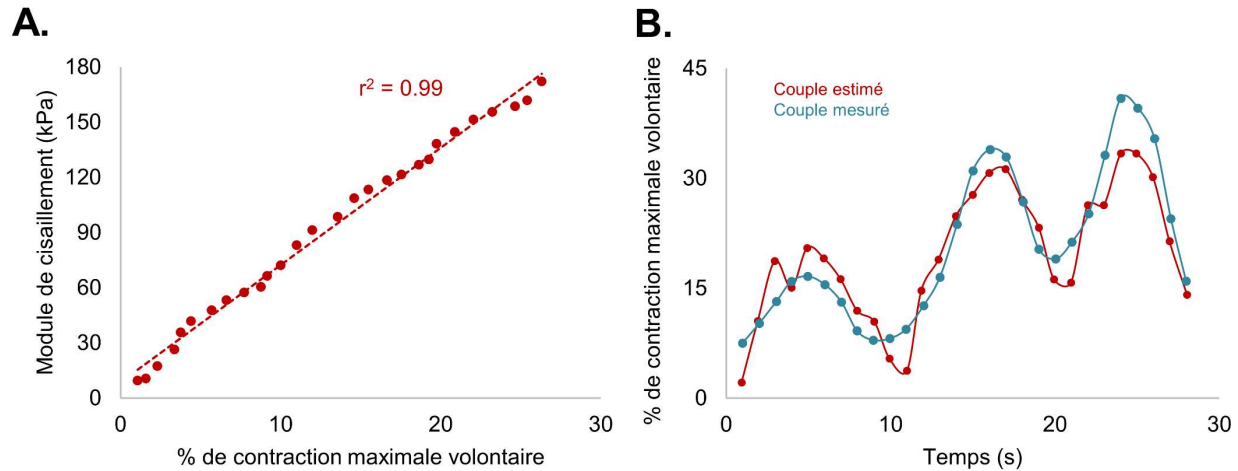 A.
Module de cisaillement (kPa)
180
150
120
90
60
30
0
r² = 0.99
0 10 20 30
% de contraction maximale volontaire
B.
% de contraction maximale volontaire
45
30
15
0
Couple estimé
Couple mesuré
0 10 20 30
Temps (s)